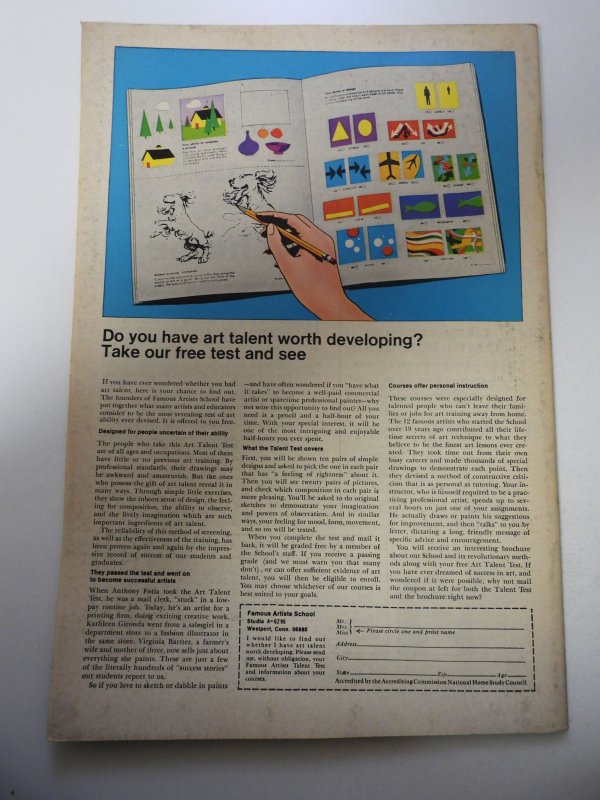 Do you have art talent worth developing?
Take our free test and see
If you have ever wondered whether you had
art talent, here is your chance to find out.
The founders of Famous Artists School have
put together what many artists and educators
consider to be the most revealing test of art
ability ever devised. It is offered to you free.
Designed for people uncertain of their ability
The people who take this Art Talent Test
are of all ages and occupations. Most of them
have little or no previous art training. By
professional standards, their drawings may
be awkward and amateurish. But the ones
who possess the gift of art talent reveal it in
many ways. Through simple little exercises,
they show the inborn sense of design, the feel-
ing for composition, the ability to observe,
and the lively imagination which are such
important ingredients of art talent.
The reliability of this method of screening,
as well as the effectiveness of the training, has
been proven again and again by the impres-
sive record of success of our students and
graduates.
They passed the test and went on
to become successful artists
When Anthony Fotia took the Art Talent
Test, he was a mail clerk, "stuck" in a low-
pay routine job. Today, he's an artist for a
printing firm, doing exciting creative work.
Kathleen Gironda went from a salesgirl in a
department store to a fashion illustrator in
the same store. Virginia Bartter, a farmer's
wife and mother of three, now sells just about
everything she paints. These are just a few
of the literally hundreds of "success stories"
our students report to us.
So if you love to sketch or dabble in paints
—and have often wondered if you "have what
it takes" to become a well-paid commercial
artist or sparetime professional painter—why
not seize this opportunity to find out? All you
need is a pencil and a half-hour of your
time. With your special interest, it will be
one of the most intriguing and enjoyable
half-hours you ever spent.
What the Talent Test covers
First, you will be shown ten pairs of simple
designs and asked to pick the one in each pair
that has "a feeling of rightness" about it.
Then you will see twenty pairs of pictures,
and check which composition in each pair is
more pleasing. You'll be asked to do original
sketches to demonstrate your imagination
and powers of observation. And in similar
ways, your feeling for mood, form, movement,
and so on will be tested.
When you complete the test and mail it
back, it will be graded free by a member of
the School's staff. If you receive a passing
grade (and we must warn you that many
don't), or can offer sufficient evidence of art
talent, you will then be eligible to enroll.
You may choose whichever of our courses is
best suited to your goals.
Courses offer personal instruction
These courses were especially designed for
talented people who can't leave their fami-
lies or jobs for art training away from home.
The 12 famous artists who started the School
over 19 years ago contributed all their life-
time secrets of art technique to what they
believe to be the finest art lessons ever cre-
ated. They took time out from their own
busy careers and made thousands of special
drawings to demonstrate each point. Then
they devised a method of constructive criti-
cism that is as personal as tutoring. Your in-
structor, who is himself required to be a prac-
ticing professional artist, spends up to sev-
eral hours on just one of your assignments.
He actually draws or paints his suggestions
for improvement, and then "talks" to you by
letter, dictating a long, friendly message of
specific advice and encouragement.
You will receive an interesting brochure
about our School and its revolutionary meth-
ods along with your free Art Talent Test. If
you have ever dreamed of success in art, and
wondered if it were possible, why not mail
the coupon at left for both the Talent Test
and the brochure right now?
Famous Artists School
Westport, Conn. 06880
I would like to find out
whether I have art talent
worth developing. Please send
me, without obligation, your
Famous Artists Talent Test
and information about your
courses.
Mr.
Mrs.
Miss
Please circle one and print name
Address
City
State Zip Age
Accredited by the Accrediting Commission National Home Study Council